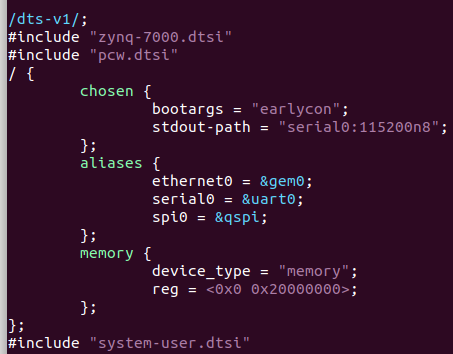 /dts-v1/;
#include "zynq-7000.dtsi"
#include "pcw.dtsi"
/ {
        chosen {
                bootargs = "earlycon";
                stdout-path = "serial0:115200n8";
        };
        aliases {
                ethernet0 = &gem0;
                serial0 = &uart0;
                spi0 = &qspi;
        };
        memory {
                device_type = "memory";
                reg = <0x0 0x20000000>;
        };
};
#include "system-user.dtsi"